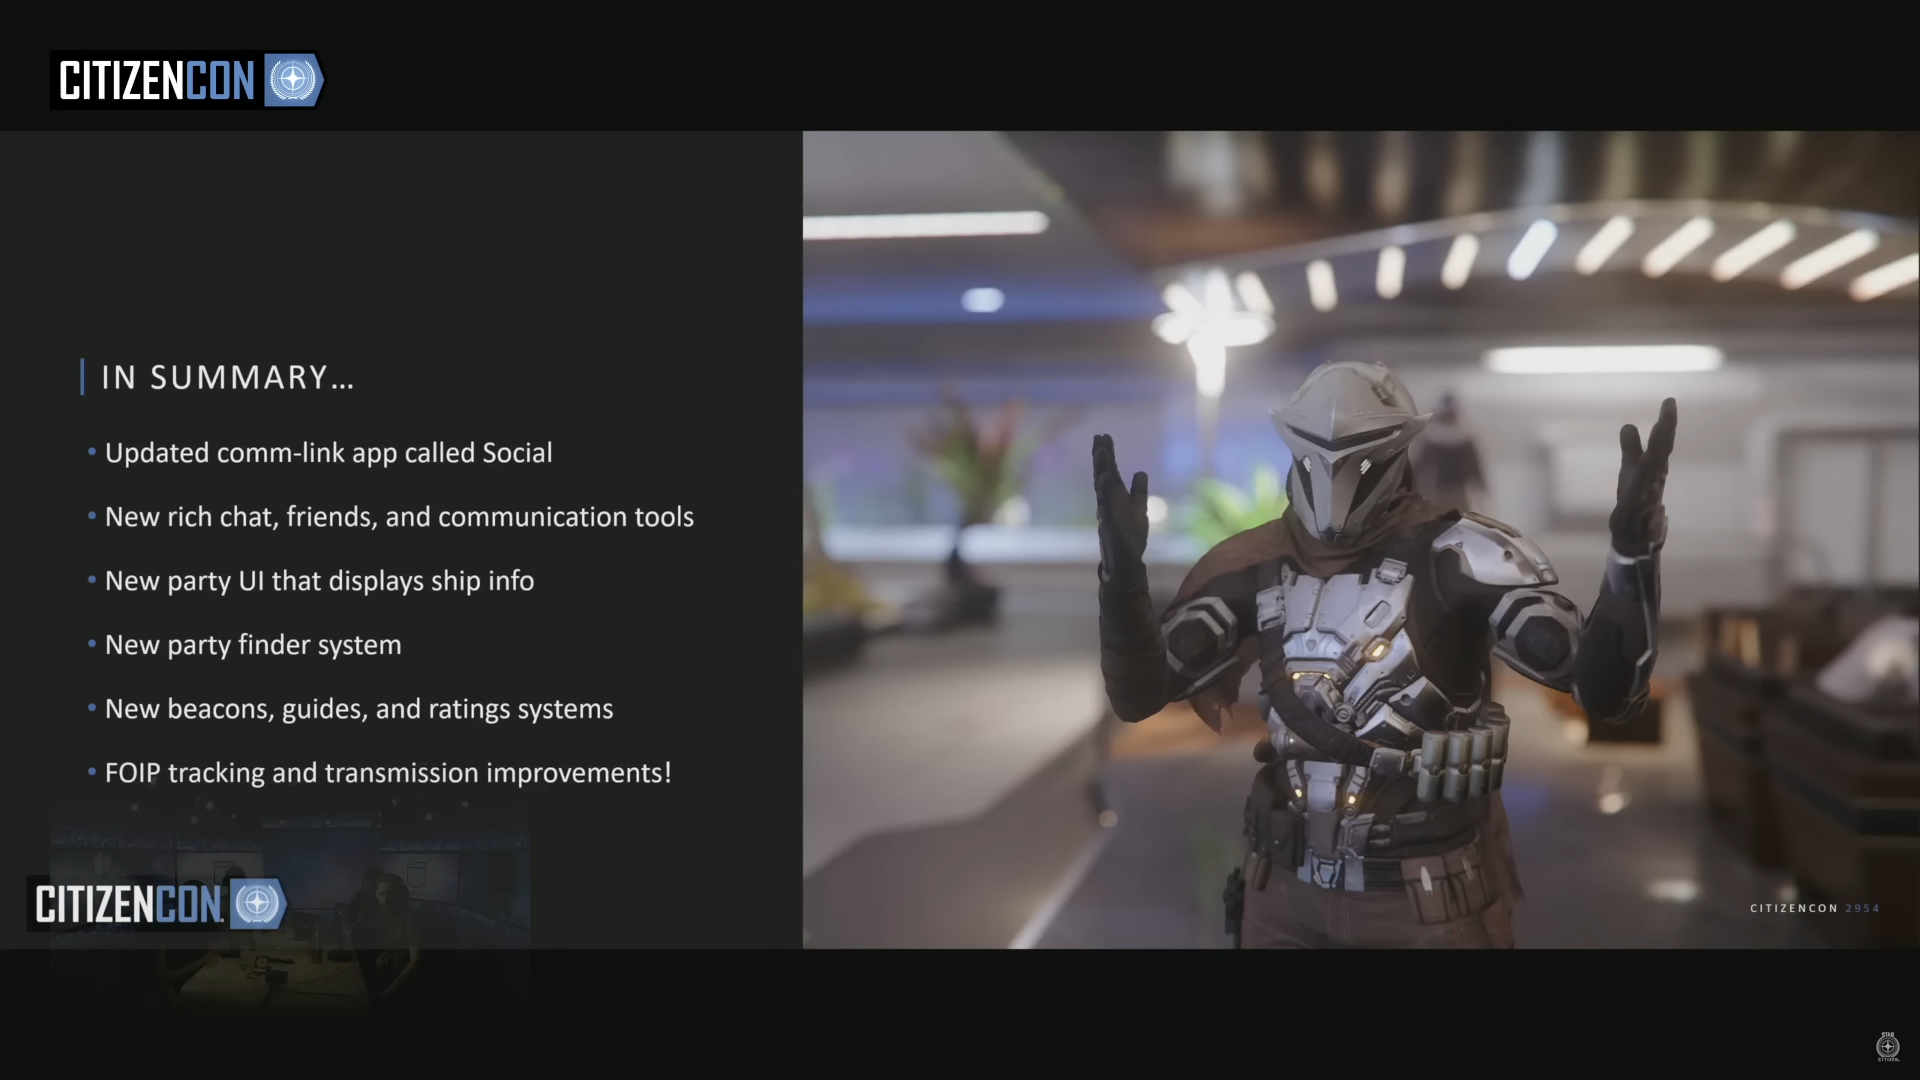 CITIZENCON
IN SUMMARY...
• Updated comm-link app called Social
• New rich chat, friends, and communication tools
• New party UI that displays ship info
• New party finder system
• New beacons, guides, and ratings systems
• FOIP tracking and transmission improvements!
CITIZENCON
CITIZENCON 2954
STAR
CITIZEN